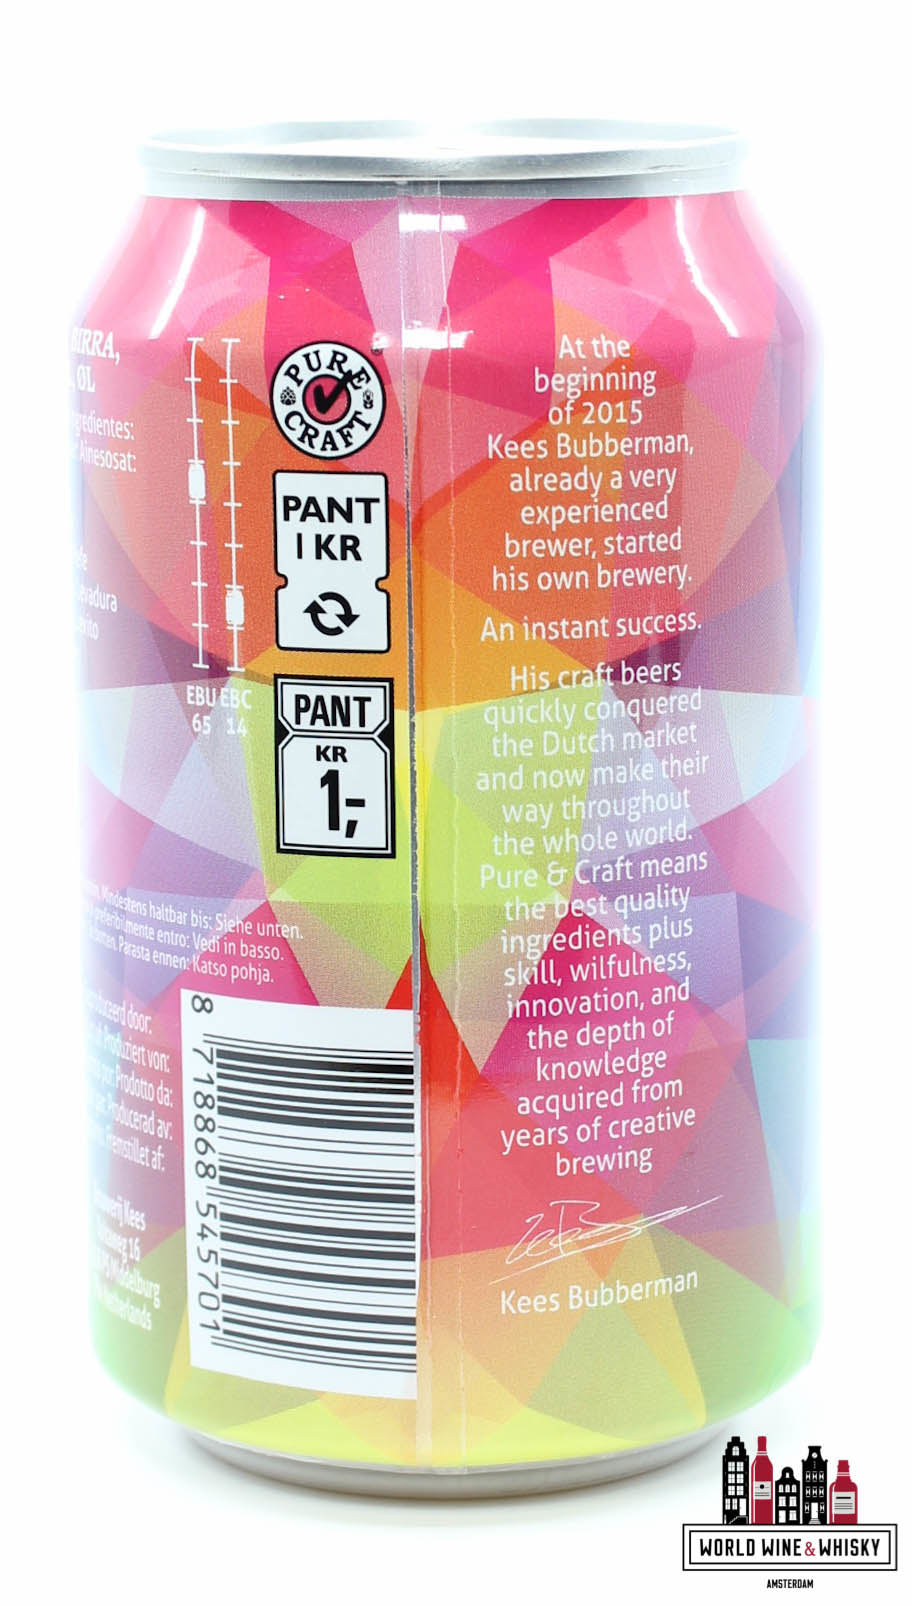 BIRRA,
ØL
Ainesosat:
EBU EBC
65 14
PURE
CRAFT
PANT
1 KR
PANT
KR
1,-
Mindestens haltbar bis: Siehe unten.
preferibilmente entro: Vedi in basso.
Parasta ennen: Katso pohja.
door:
Produziert von:
Prodotto da:
Producerad av:
Fremstillet af:
Kees
16
Middelburg
8 718868 545701
At the
beginning
of 2015
Kees Bubberman,
already a very
experienced
brewer, started
his own brewery.
An instant success.
His craft beers
quickly conquered
the Dutch market
and now make their
way throughout
the whole world.
Pure & Craft means
the best quality
ingredients plus
skill, wilfulness,
innovation, and
the depth of
knowledge
acquired from
years of creative
brewing
Kees Bubberman
WORLD WINE & WHISKY
AMSTERDAM